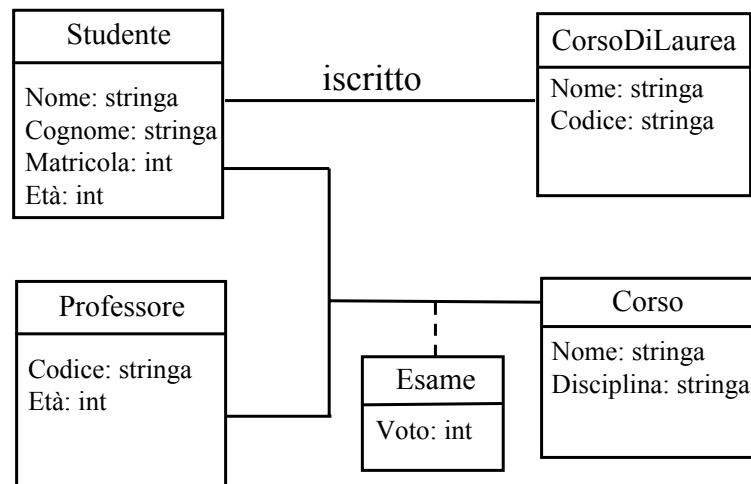 Studente
Nome: stringa
Cognome: stringa
Matricola: int
Età: int
iscritto
CorsoDiLaurea
Nome: stringa
Codice: stringa
Professore
Codice: stringa
Età: int
Esame
Voto: int
Corso
Nome: stringa
Disciplina: stringa